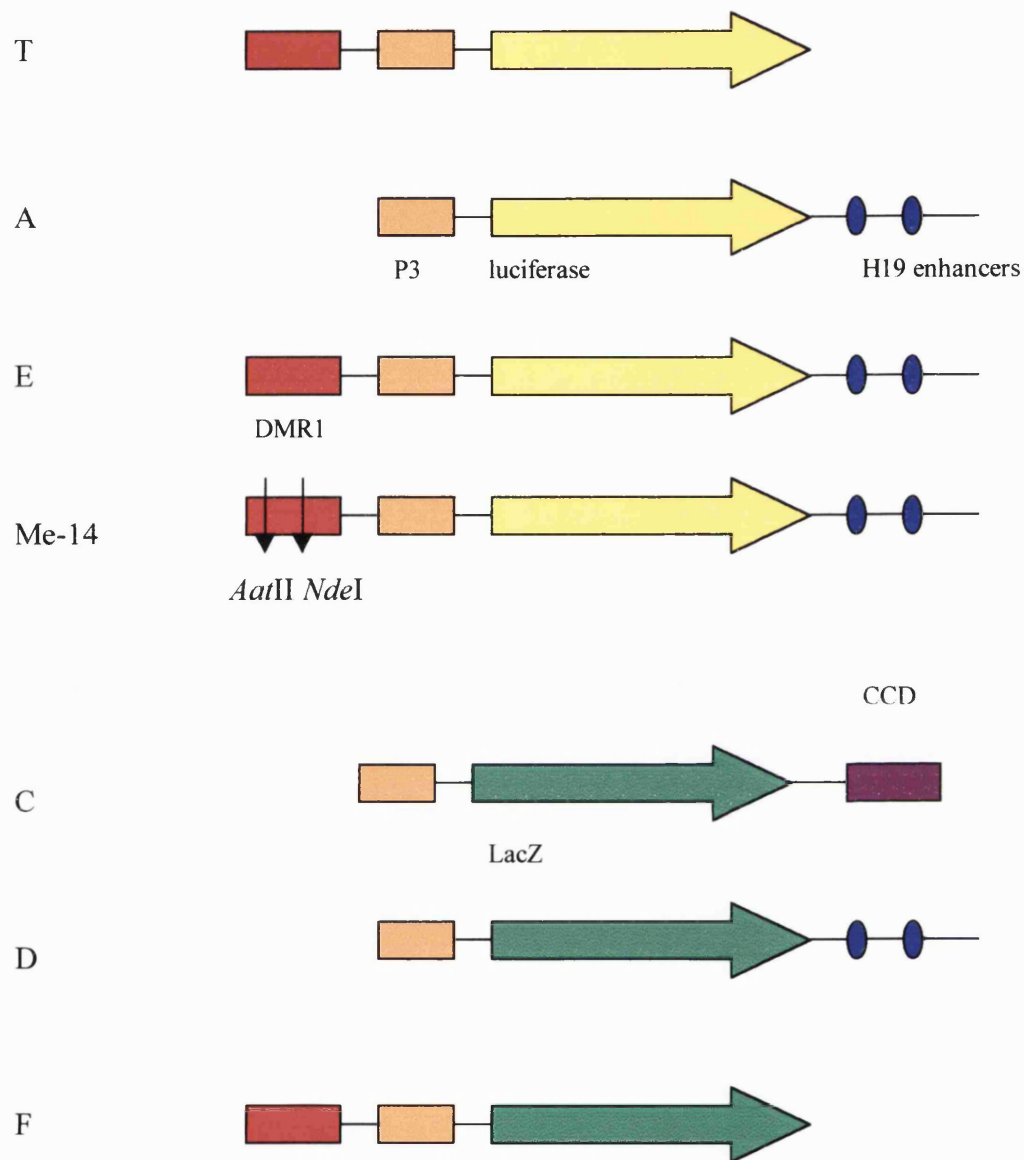 T
A
P3 luciferase H19 enhancers
E
DMR1
Me-14
AatII NdeI
CCD
C
LacZ
D
F